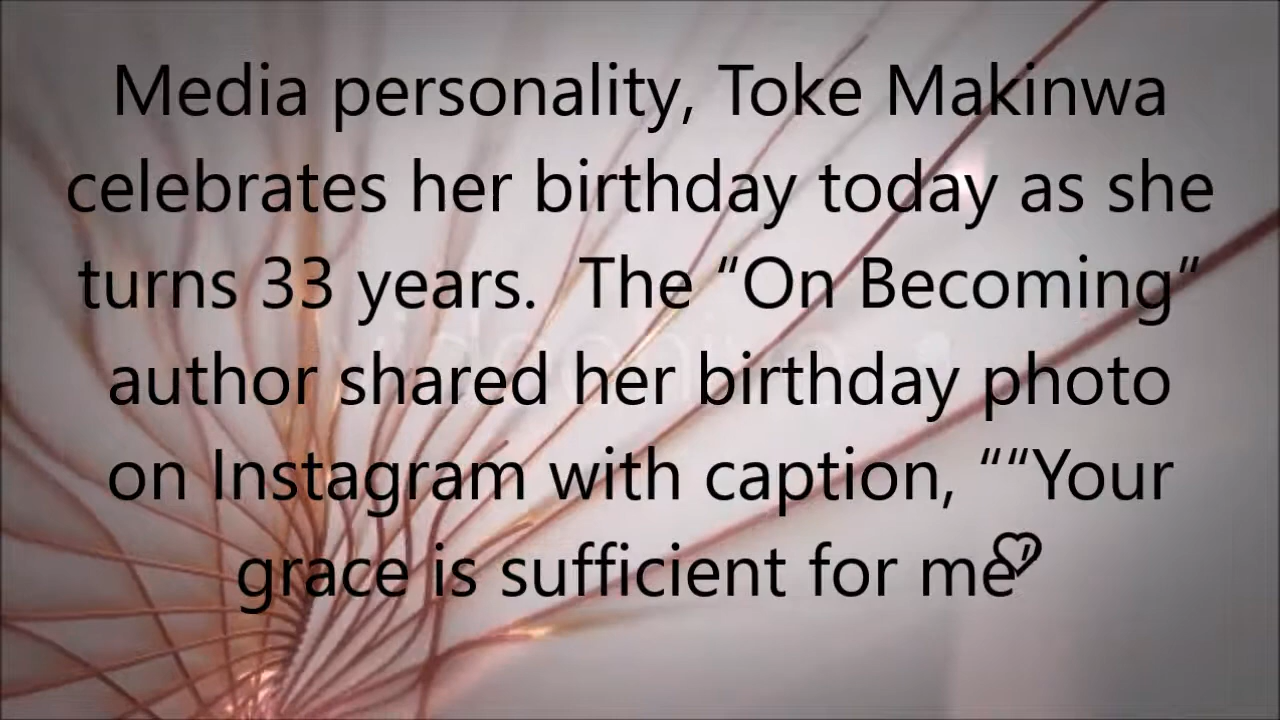 Media personality, Toke Makinwa
celebrates her birthday today as she
turns 33 years.  The “On Becoming”
author shared her birthday photo
on Instagram with caption, ““Your
grace is sufficient for me♡”